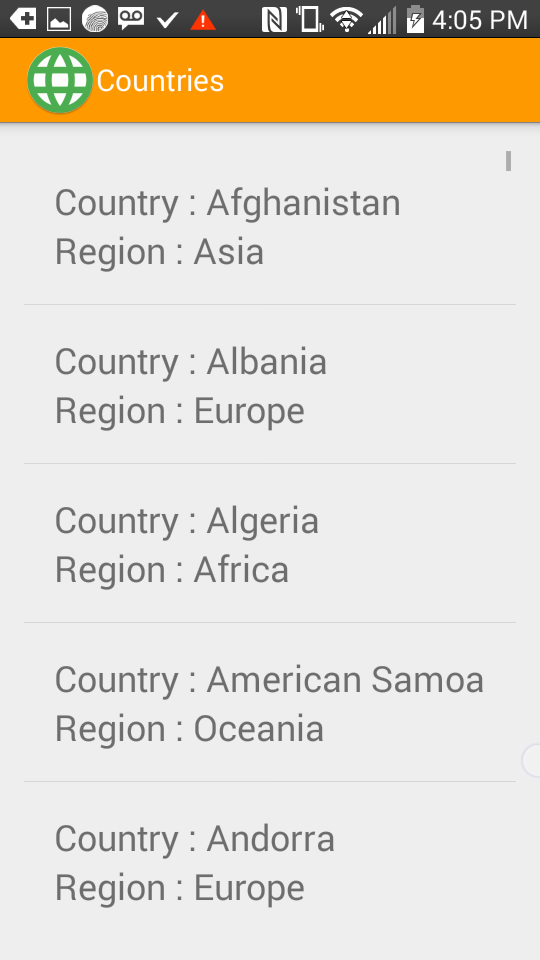 4:05 PM
Countries
Country : Afghanistan
Region : Asia
Country : Albania
Region : Europe
Country : Algeria
Region : Africa
Country : American Samoa
Region : Oceania
Country : Andorra
Region : Europe